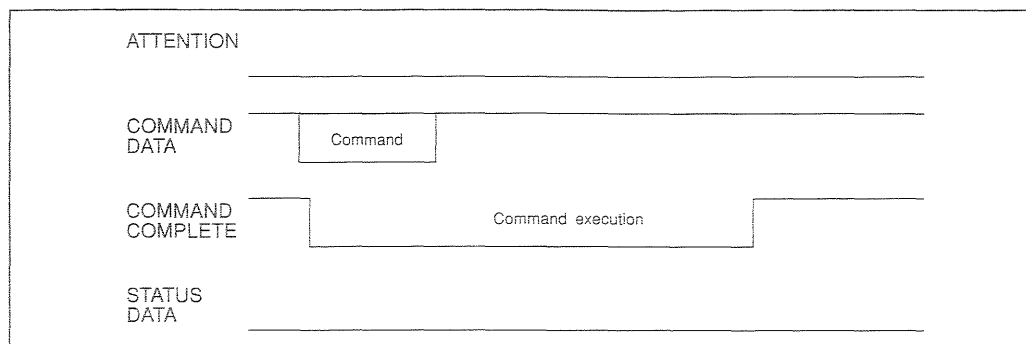 ATTENTION
COMMAND
DATA
Command
COMMAND
COMPLETE
Command execution
STATUS
DATA